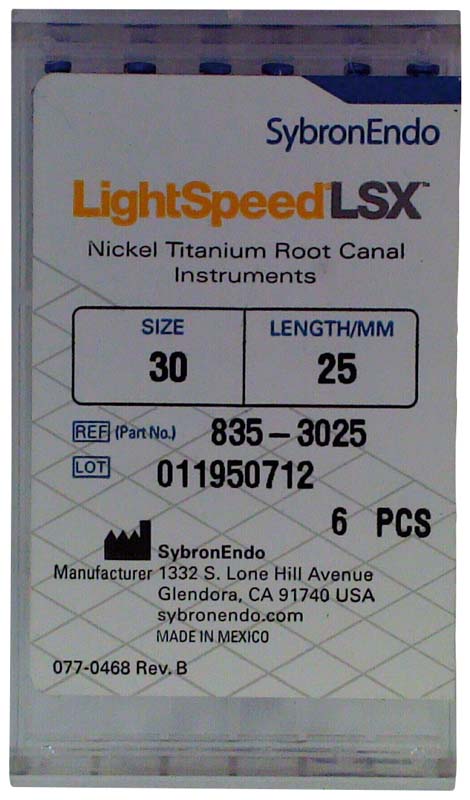 SybronEndo
LightSpeed®LSX™
Nickel Titanium Root Canal
Instruments
SIZE LENGTH/MM
30 25
REF (Part No.) 835-3025
LOT 011950712
6 PCS
SybronEndo
Manufacturer 1332 S. Lone Hill Avenue
Glendora, CA 91740 USA
sybronendo.com
MADE IN MEXICO
077-0468 Rev. B